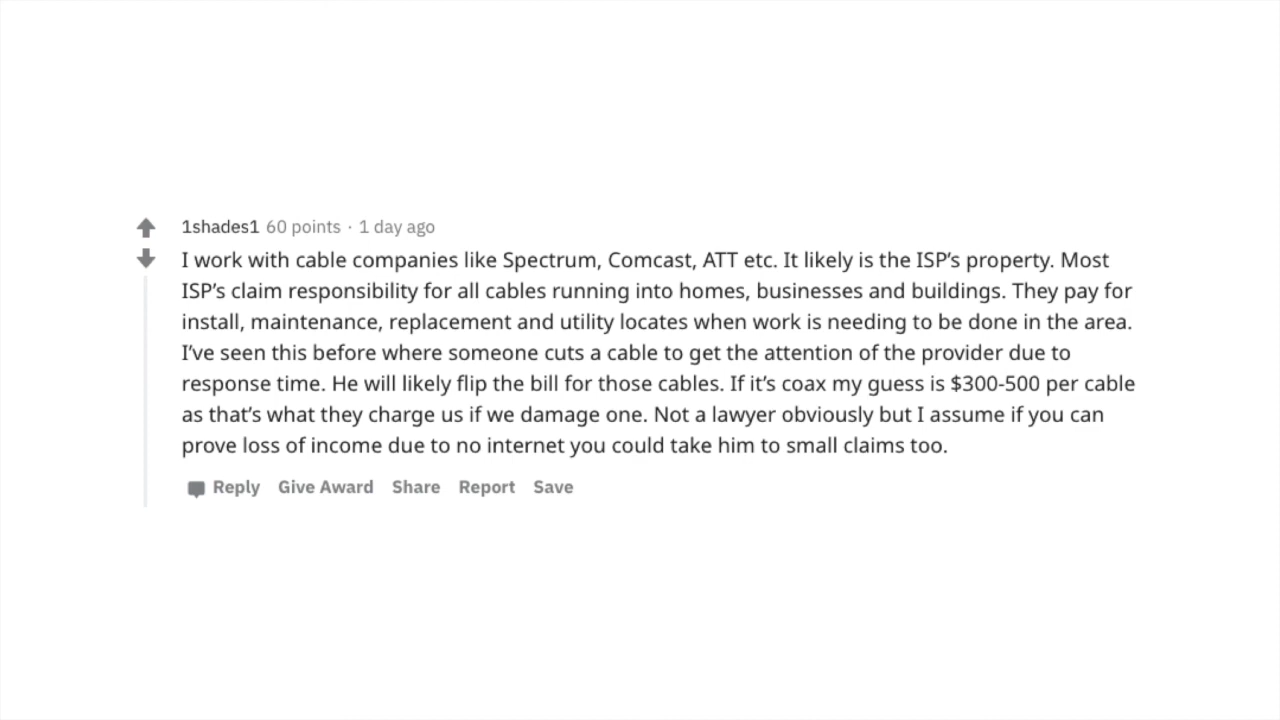 1shades1 60 points · 1 day ago
I work with cable companies like Spectrum, Comcast, ATT etc. It likely is the ISP’s property. Most
ISP’s claim responsibility for all cables running into homes, businesses and buildings. They pay for
install, maintenance, replacement and utility locates when work is needing to be done in the area.
I’ve seen this before where someone cuts a cable to get the attention of the provider due to
response time. He will likely flip the bill for those cables. If it’s coax my guess is $300-500 per cable
as that’s what they charge us if we damage one. Not a lawyer obviously but I assume if you can
prove loss of income due to no internet you could take him to small claims too.
Reply Give Award Share Report Save